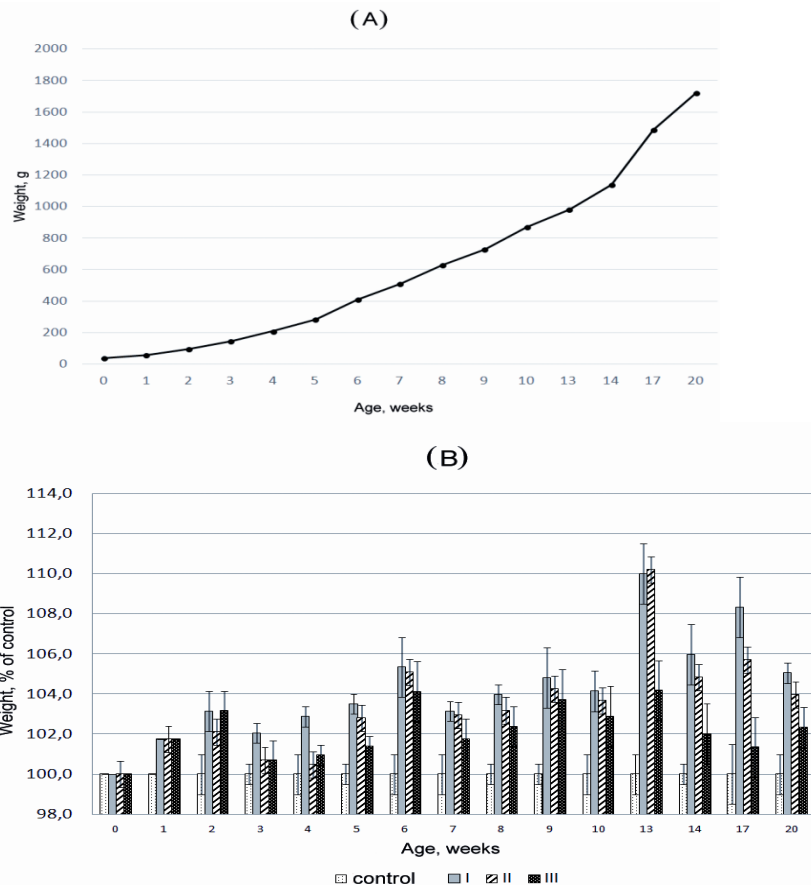 (A)
2000
1800
1600
1400
1200
1000
800
600
400
200
0
Weight, g
0 1 2 3 4 5 6 7 8 9 10 13 14 17 20
Age, weeks
(B)
114,0
112,0
110,0
108,0
106,0
104,0
102,0
100,0
98,0
Weight, % of control
0 1 2 3 4 5 6 7 8 9 10 13 14 17 20
Age, weeks
control I II III